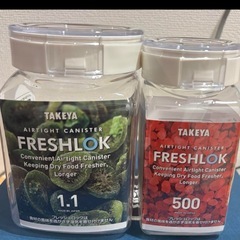 TAKEYA
AIRTIGHT CANISTER
FRESHLOK
Convenient Airtight Canister
Keeping Dry Food Fresher,
Longer
1.1
TAKEYA
AIRTIGHT CANISTER
FRESHLOK
Convenient Airtight Canister
Keeping Dry Food Fresher,
Longer.
500